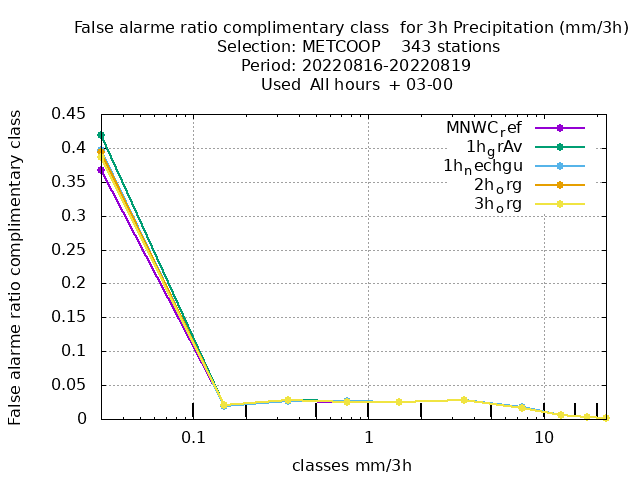 False alarme ratio complimentary class  for 3h Precipitation (mm/3h)
Selection: METCOOP    343 stations
Period: 20220816-20220819
Used  All hours  + 03-00
False alarme ratio complimentary class
0.45
0.4
0.35
0.3
0.25
0.2
0.15
0.1
0.05
0
MNWC_ref
1h_grAv
1h_nechgu
2h_org
3h_org
0.1
1
10
classes mm/3h